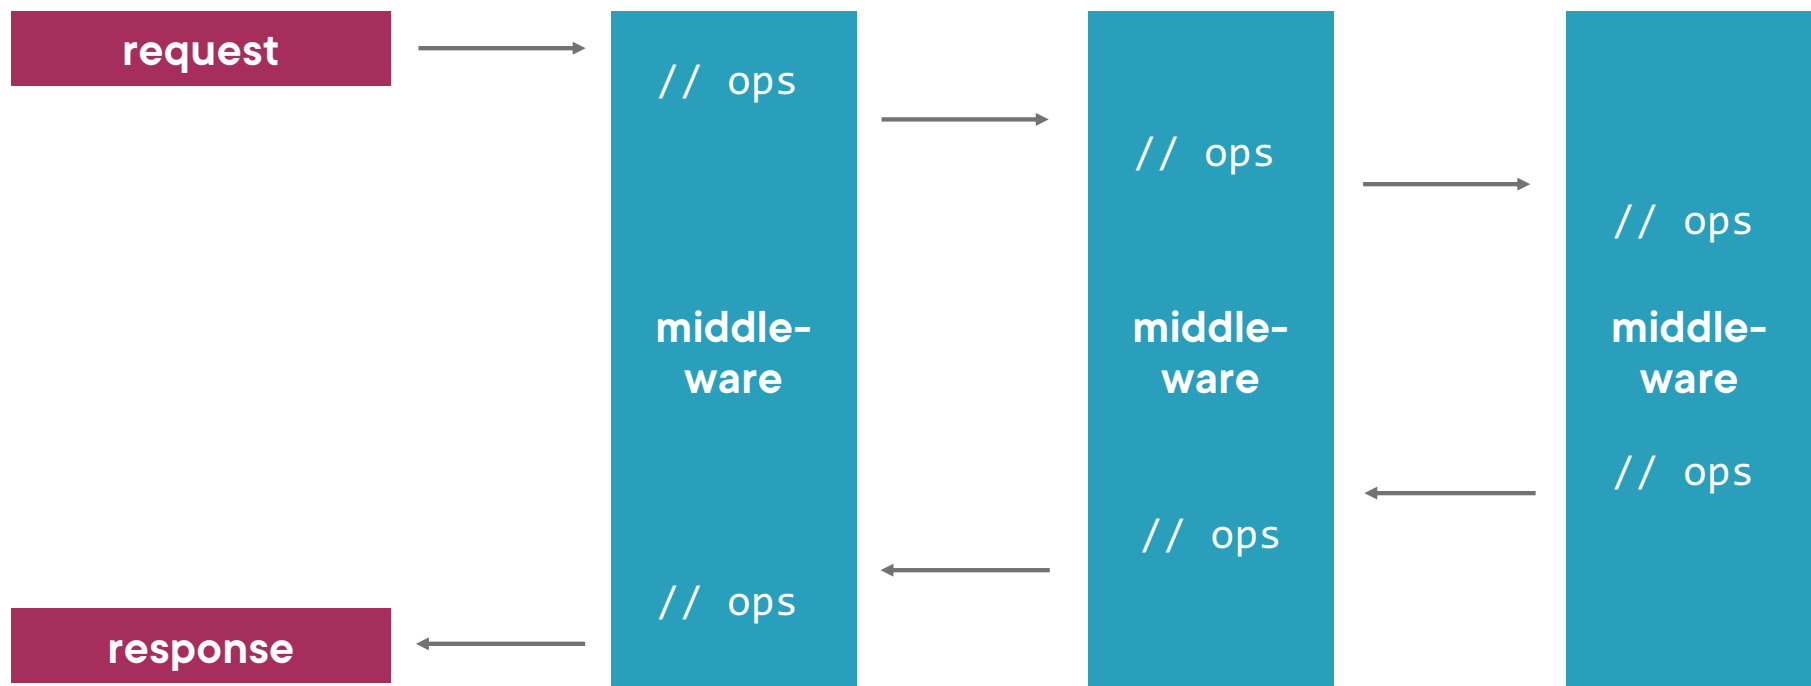 request
// ops
// ops
// ops
middle-
ware
middle-
ware
middle-
ware
// ops
// ops
// ops
response